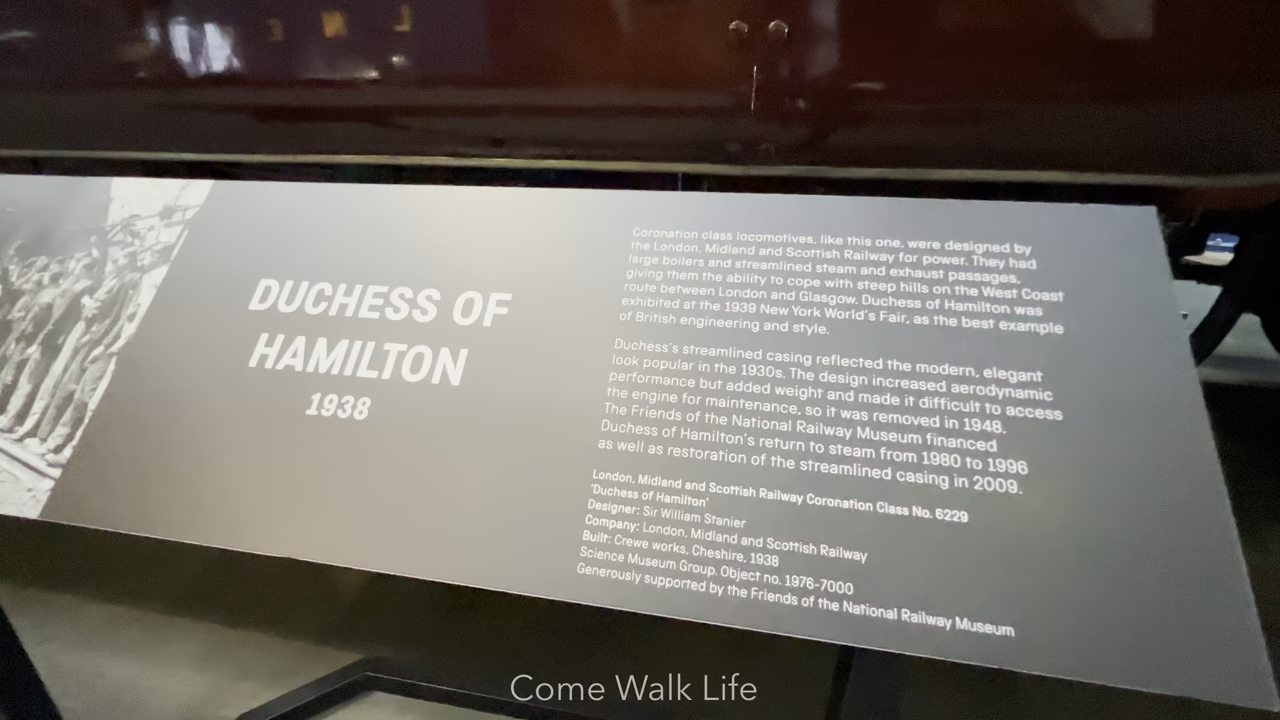 DUCHESS OF
HAMILTON
1938
Coronation class locomotives, like this one, were designed by
the London, Midland and Scottish Railway for power. They had
large boilers and streamlined steam and exhaust passages,
giving them the ability to cope with steep hills on the West Coast
route between London and Glasgow. Duchess of Hamilton was
exhibited at the 1939 New York World's Fair, as the best example
of British engineering and style.
Duchess's streamlined casing reflected the modern, elegant
look popular in the 1930s. The design increased aerodynamic
performance but added weight and made it difficult to access
the engine for maintenance, so it was removed in 1948.
The Friends of the National Railway Museum financed
Duchess of Hamilton's return to steam from 1980 to 1996
as well as restoration of the streamlined casing in 2009.
London, Midland and Scottish Railway Coronation Class No. 6229
'Duchess of Hamilton'
Designer: Sir William Stanier
Company: London, Midland and Scottish Railway
Built: Crewe works, Cheshire, 1938
Science Museum Group. Object no. 1976-7000
Generously supported by the Friends of the National Railway Museum
Come Walk Life